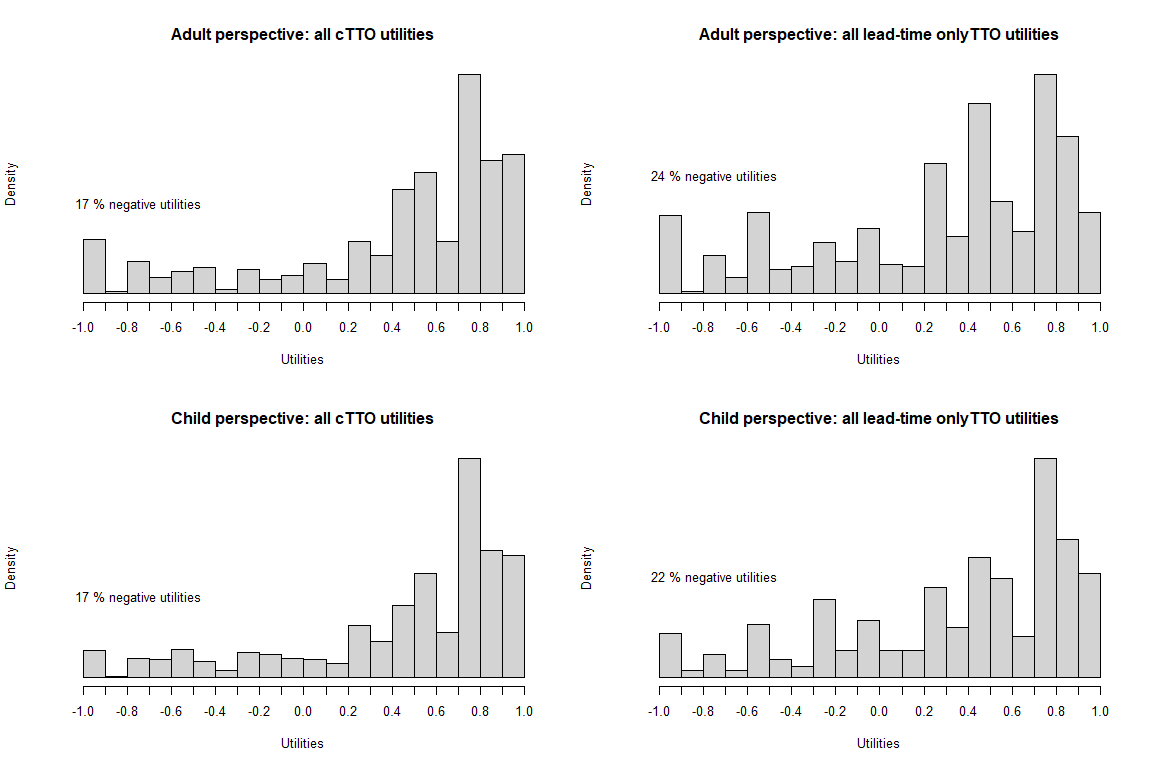 Adult perspective: all cTTO utilities
Density
17 % negative utilities
-1.0 -0.8 -0.6 -0.4 -0.2 0.0 0.2 0.4 0.6 0.8 1.0
Utilities
Adult perspective: all lead-time onlyTTO utilities
Density
24 % negative utilities
-1.0 -0.8 -0.6 -0.4 -0.2 0.0 0.2 0.4 0.6 0.8 1.0
Utilities
Child perspective: all cTTO utilities
Density
17 % negative utilities
-1.0 -0.8 -0.6 -0.4 -0.2 0.0 0.2 0.4 0.6 0.8 1.0
Utilities
Child perspective: all lead-time onlyTTO utilities
Density
22 % negative utilities
-1.0 -0.8 -0.6 -0.4 -0.2 0.0 0.2 0.4 0.6 0.8 1.0
Utilities